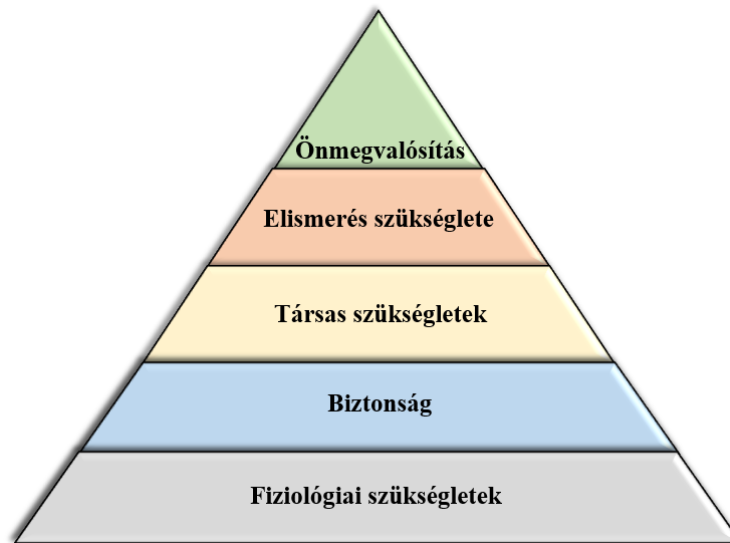 Önmegvalósítás
Elismerés szükséglete
Társas szükségletek
Biztonság
Fiziológiai szükségletek